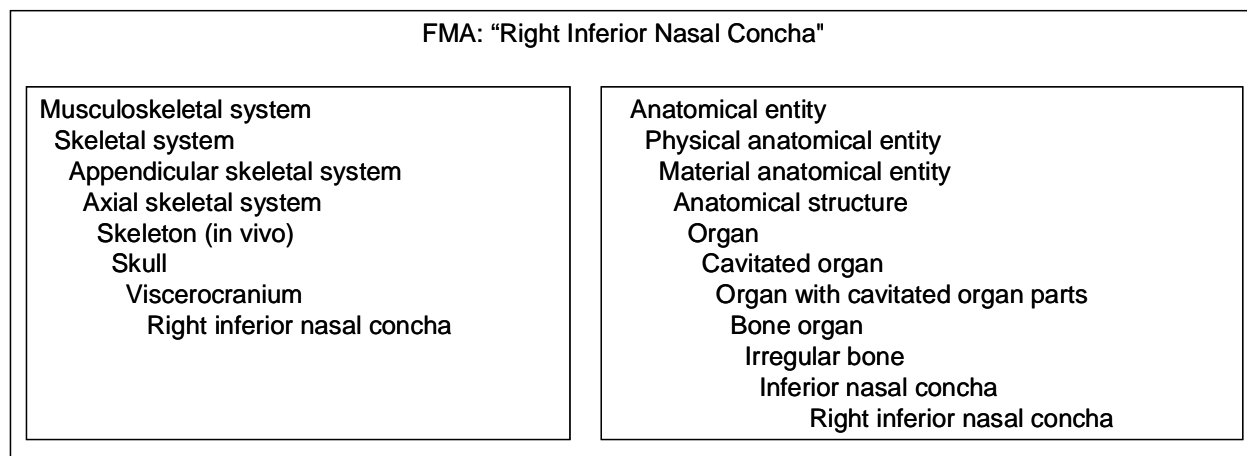 FMA: “Right Inferior Nasal Concha"
Musculoskeletal system
Skeletal system
Appendicular skeletal system
Axial skeletal system
Skeleton (in vivo)
Skull
Viscerocranium
Right inferior nasal concha
Anatomical entity
Physical anatomical entity
Material anatomical entity
Anatomical structure
Organ
Cavitated organ
Organ with cavitated organ parts
Bone organ
Irregular bone
Inferior nasal concha
Right inferior nasal concha